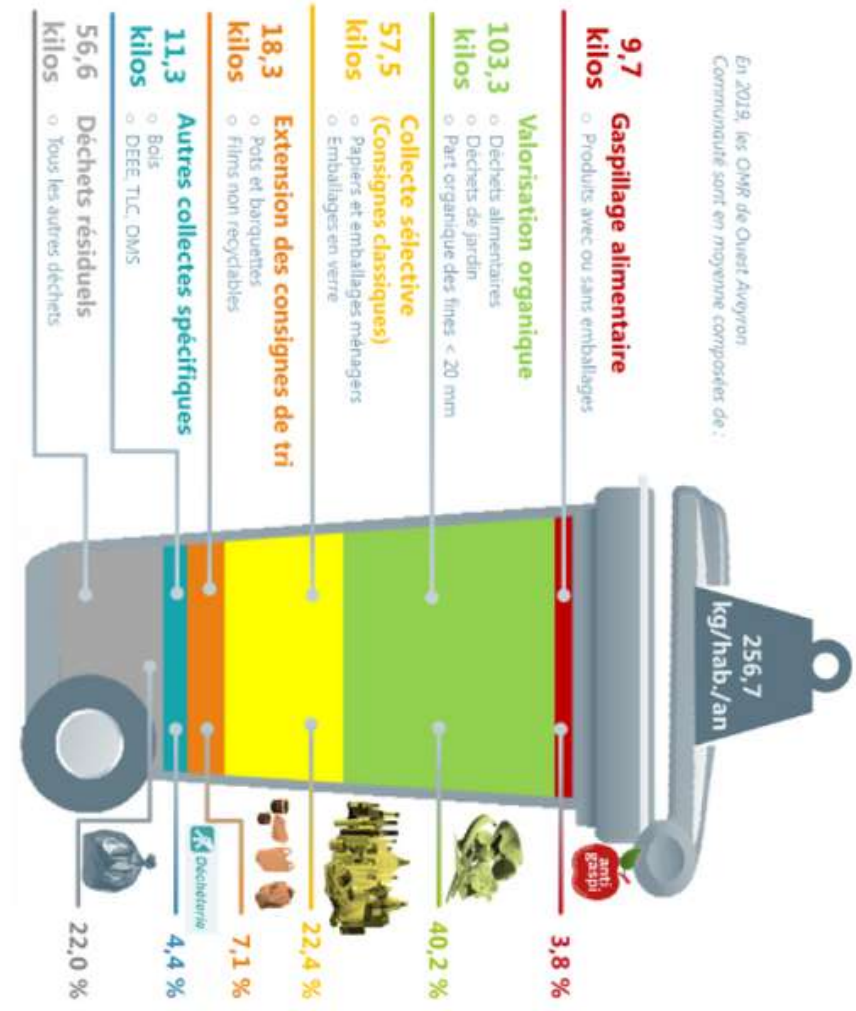 En 2019, les OMR de Ouest Aveyron
Communauté sont en moyenne composées de :
256,7
kg/hab./an
9,7
kilos
Gaspillage alimentaire
○ Produits avec ou sans emballages
anti
gaspi
3,8 %
103,3
kilos
Valorisation organique
○ Déchets alimentaires
○ Déchets de jardin
○ Part organique des fines < 20 mm
40,2 %
57,5
kilos
Collecte sélective
(Consignes classiques)
○ Papiers et emballages ménagers
○ Emballages en verre
22,4 %
18,3
kilos
Extension des consignes de tri
○ Pots et barquettes
○ Films non recyclables
7,1 %
11,3
kilos
Autres collectes spécifiques
○ Bois
○ DEEE, TLC, DMS
Déchèterie
4,4 %
56,6
kilos
Déchets résiduels
○ Tous les autres déchets
22,0 %